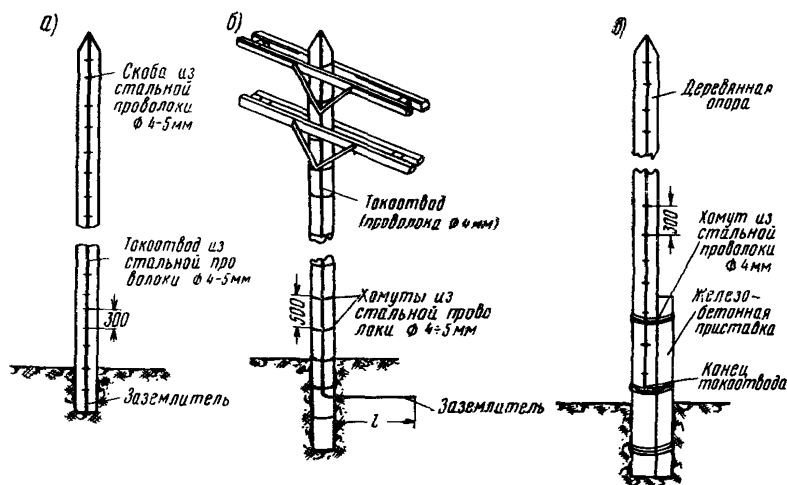 а)
Скоба из
стальной
проволоки
ф 4-5мм
Токоотвод из
стальной про
волоки ф 4-5мм
300
Заземлитель
б)
Токоотвод
(проволока ф 4мм)
500
Хомуты из
стальной прово
локи ф 4÷5мм
Заземлитель
l
в)
Деревянная
опора
300
Хомут из
стальной
проволоки
ф 4мм
Железо-
бетонная
приставка
Конец
токоотвода